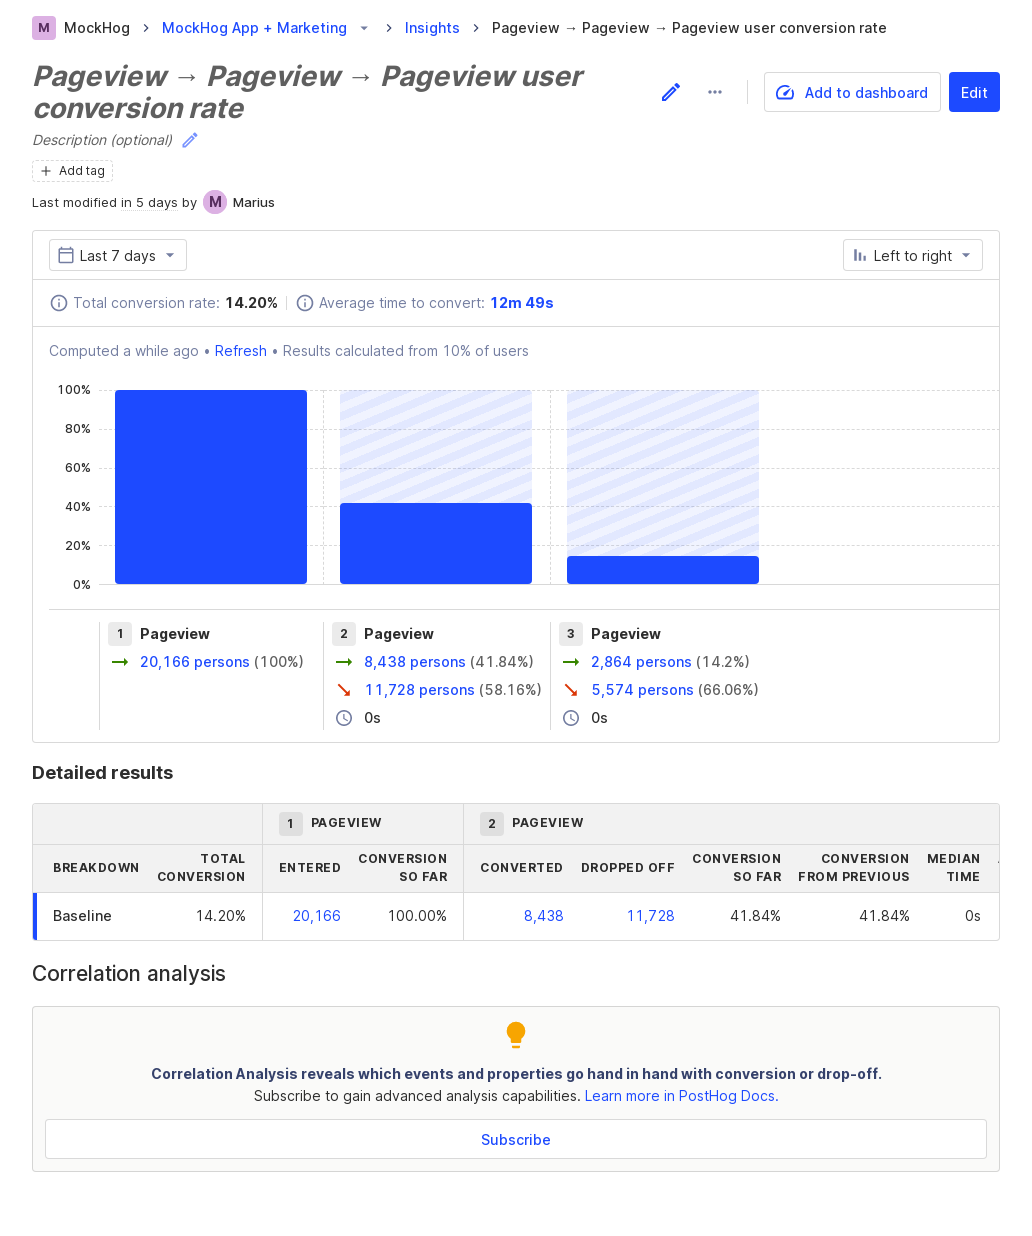 M MockHog > MockHog App + Marketing > Insights > Pageview → Pageview → Pageview user conversion rate
Pageview → Pageview → Pageview user
conversion rate
Add to dashboard
Edit
Description (optional)
+ Add tag
Last modified in 5 days by M Marius
Last 7 days
Left to right
Total conversion rate: 14.20%
Average time to convert: 12m 49s
Computed a while ago • Refresh • Results calculated from 10% of users
100%
80%
60%
40%
20%
0%
1 Pageview
20,166 persons (100%)
2 Pageview
8,438 persons (41.84%)
11,728 persons (58.16%)
0s
3 Pageview
2,864 persons (14.2%)
5,574 persons (66.06%)
0s
Detailed results
1 PAGEVIEW
2 PAGEVIEW
BREAKDOWN
TOTAL
CONVERSION
ENTERED
CONVERSION
SO FAR
CONVERTED
DROPPED OFF
CONVERSION
SO FAR
CONVERSION
FROM PREVIOUS
MEDIAN
TIME
Baseline 14.20% 20,166 100.00% 8,438 11,728 41.84% 41.84% 0s
Correlation analysis
Correlation Analysis reveals which events and properties go hand in hand with conversion or drop-off.
Subscribe to gain advanced analysis capabilities. Learn more in PostHog Docs.
Subscribe